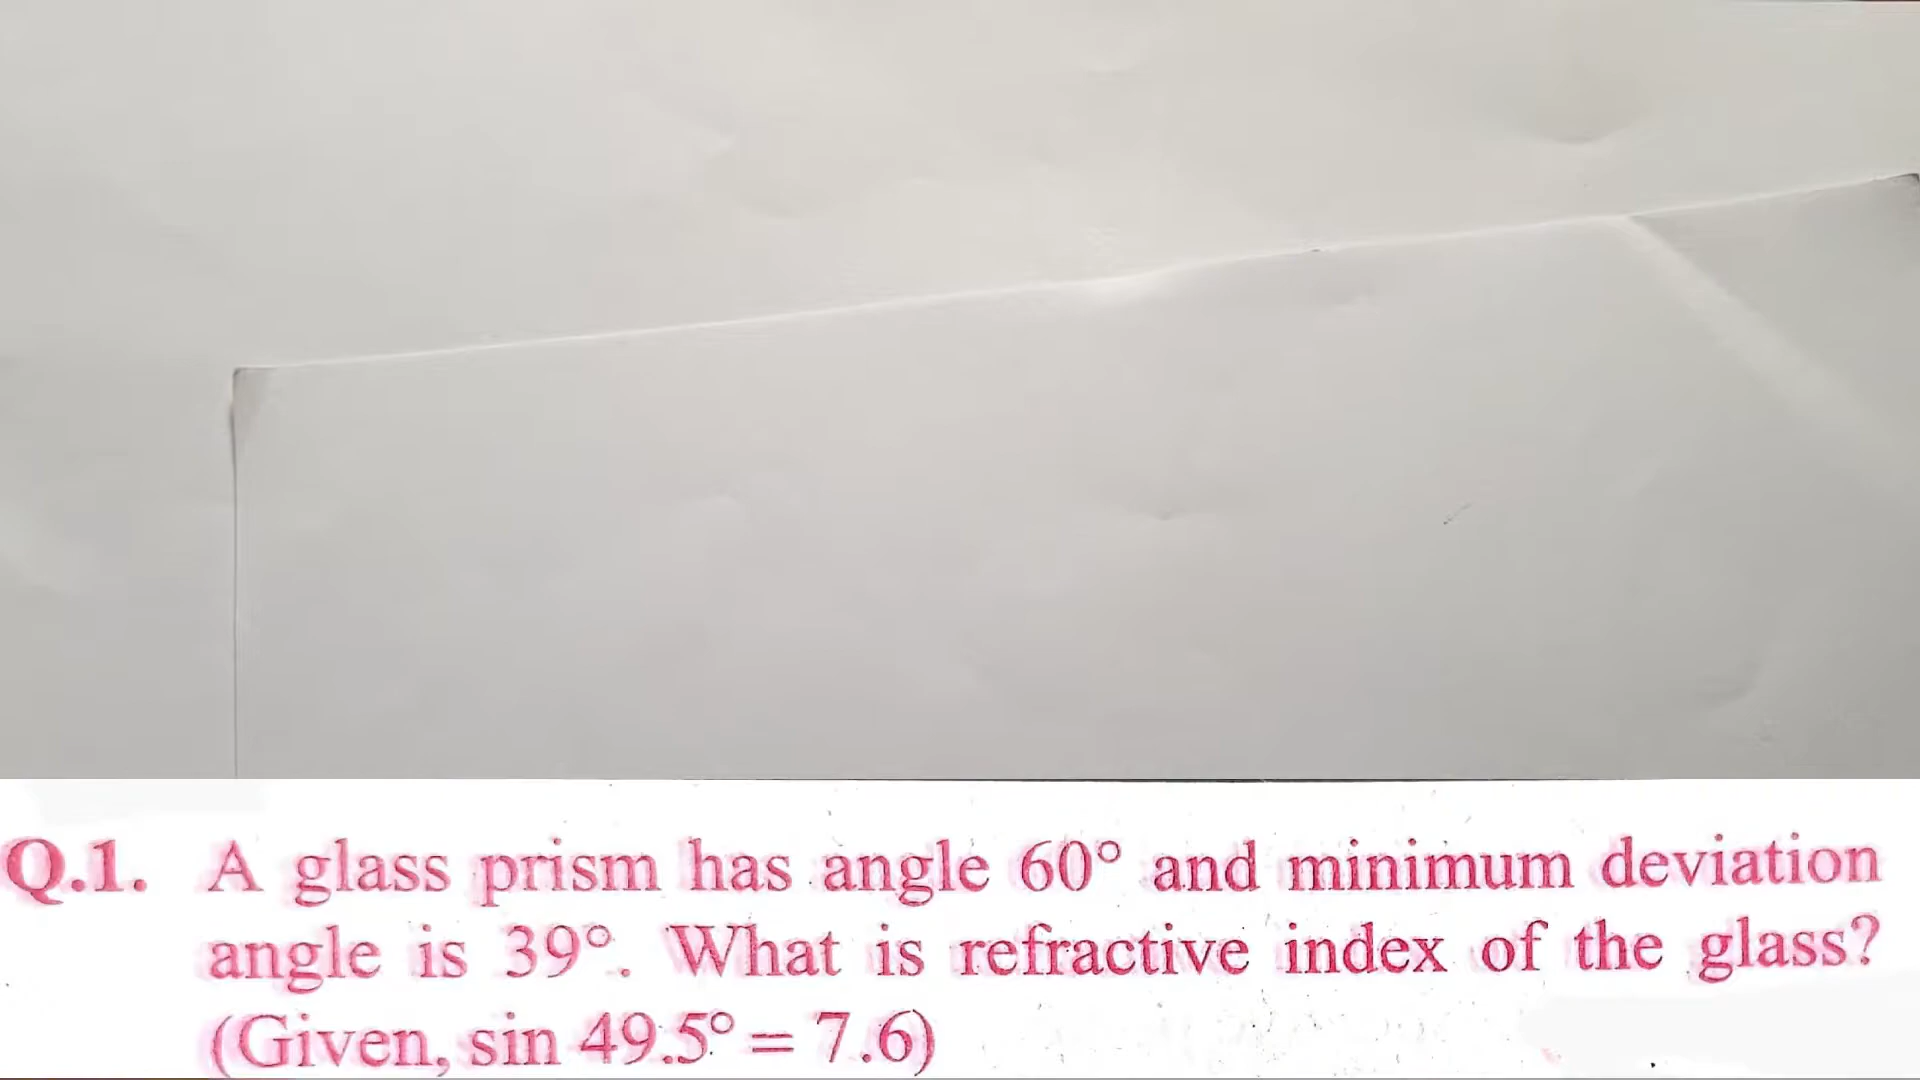 Q.1. A glass prism has angle 60° and minimum deviation
angle is 39°. What is refractive index of the glass?
(Given, sin 49.5° = 7.6)